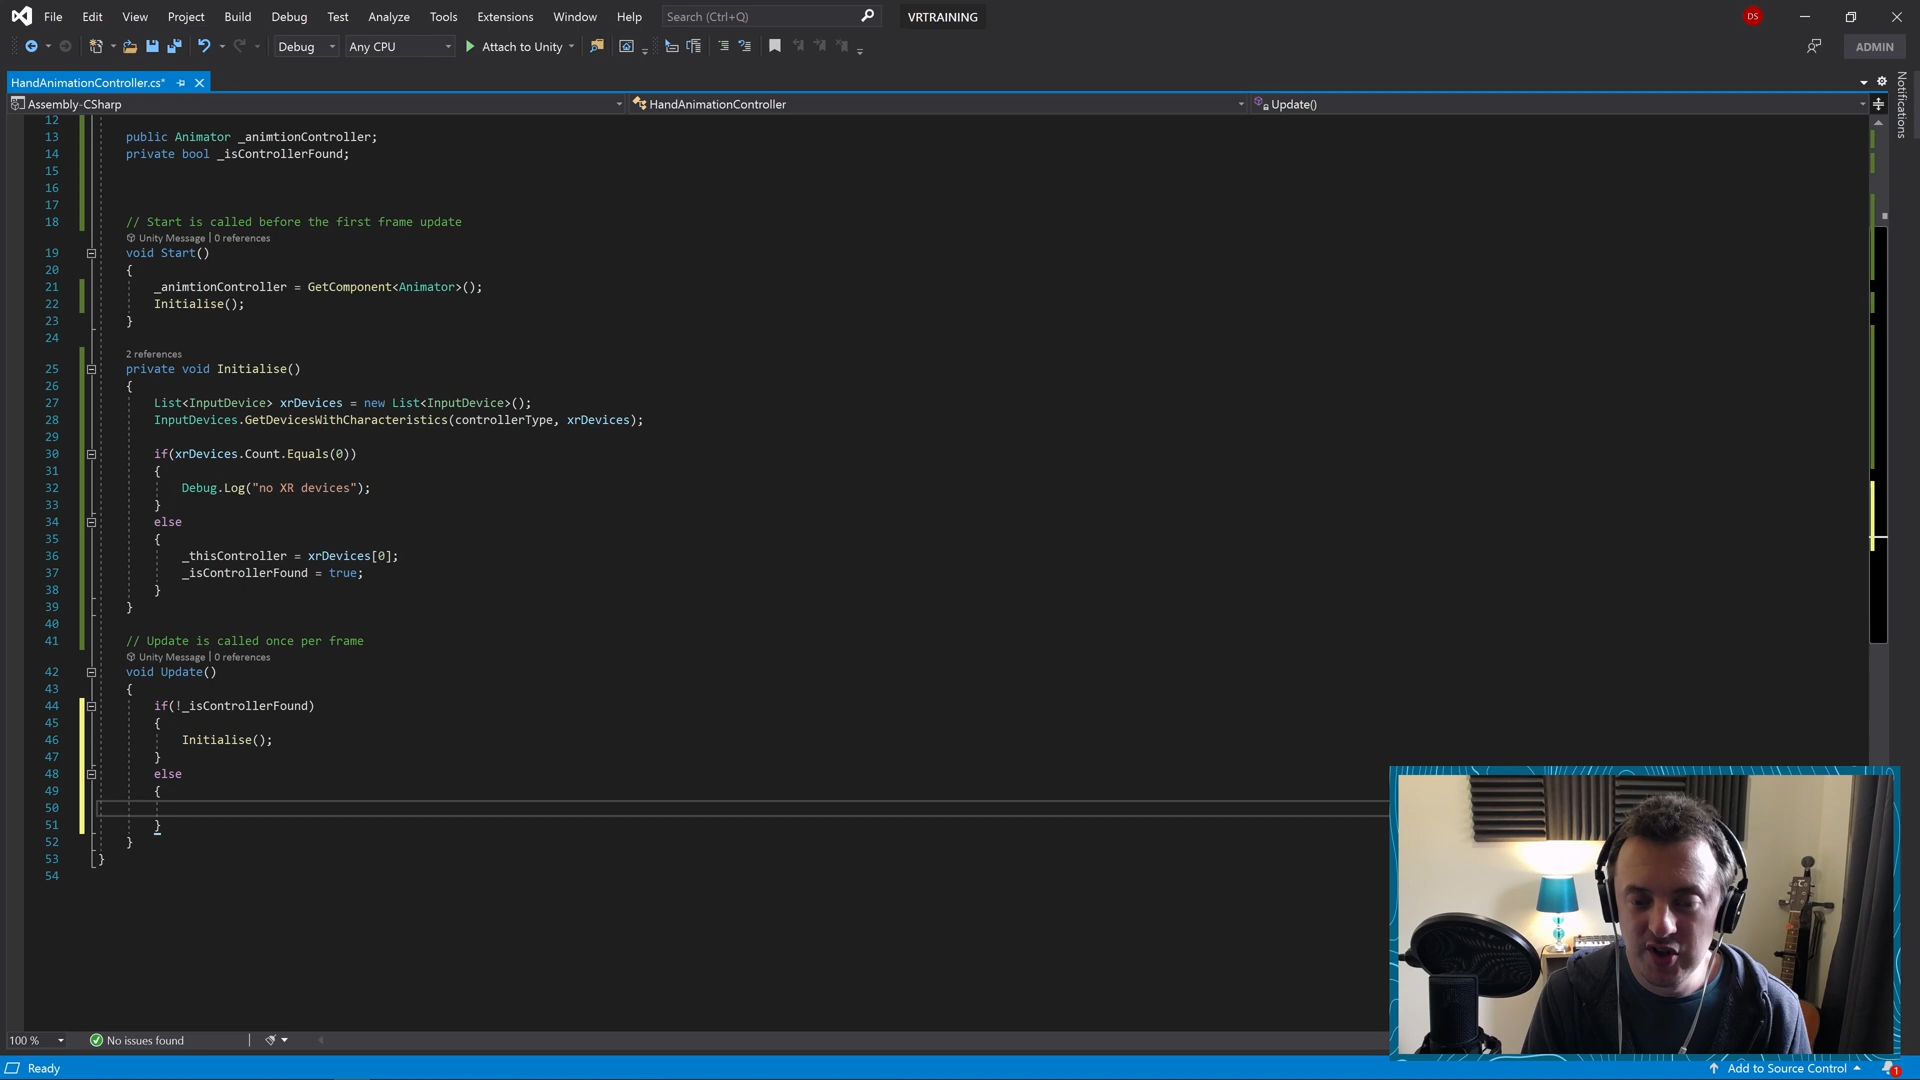 File Edit View Project Build Debug Test Analyze Tools Extensions Window Help Search (Ctrl+Q) VRTRAINING DS
Debug Any CPU Attach to Unity ADMIN
HandAnimationController.cs*
Assembly-CSharp HandAnimationController Update()
Notifications
12
13 public Animator _animtionController;
14 private bool _isControllerFound;
15
16
17
18 // Start is called before the first frame update
Unity Message | 0 references
19 void Start()
20 {
21 _animtionController = GetComponent<Animator>();
22 Initialise();
23 }
24
2 references
25 private void Initialise()
26 {
27 List<InputDevice> xrDevices = new List<InputDevice>();
28 InputDevices.GetDevicesWithCharacteristics(controllerType, xrDevices);
29
30 if(xrDevices.Count.Equals(0))
31 {
32 Debug.Log("no XR devices");
33 }
34 else
35 {
36 _thisController = xrDevices[0];
37 _isControllerFound = true;
38 }
39 }
40
41 // Update is called once per frame
Unity Message | 0 references
42 void Update()
43 {
44 if(!_isControllerFound)
45 {
46 Initialise();
47 }
48 else
49 {
50
51 }
52 }
53 }
54
100 % No issues found
Ready Add to Source Control 1